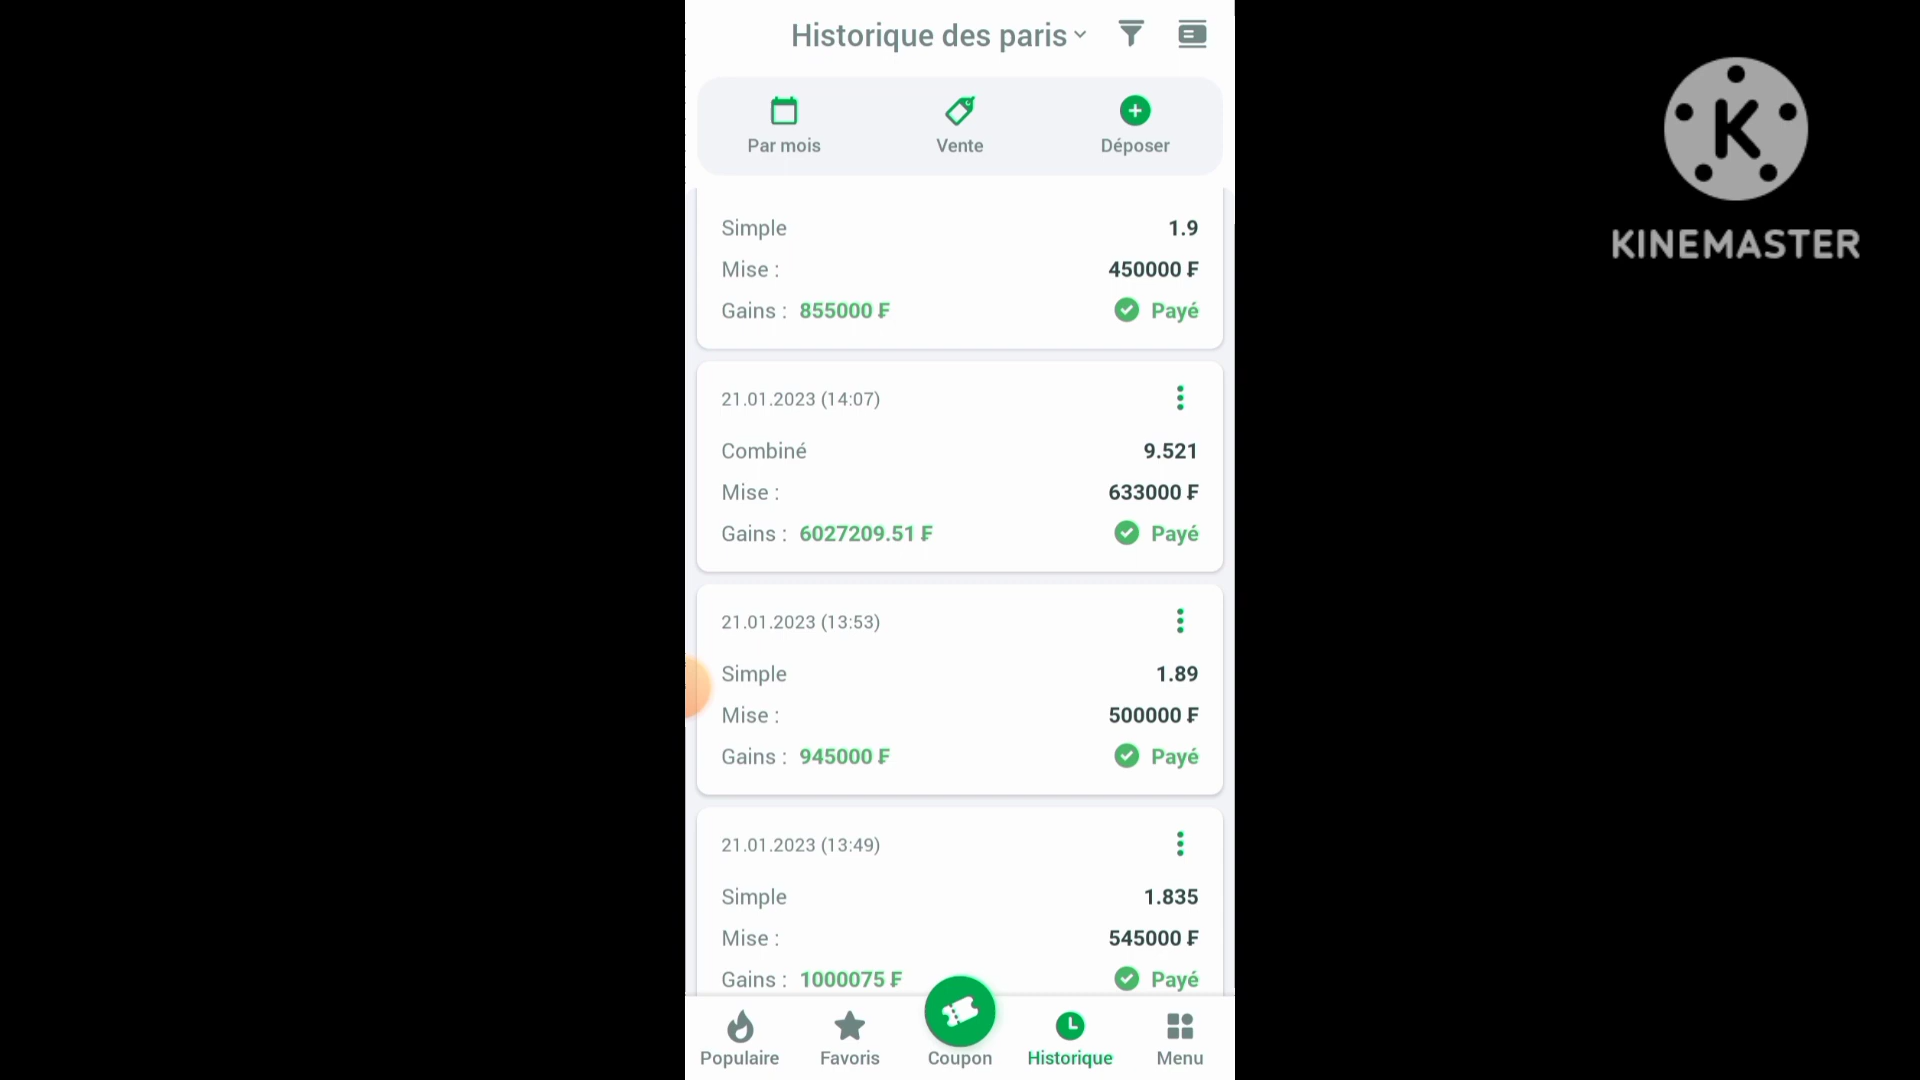 Historique des paris
Par mois
Vente
Déposer
Simple 1.9
Mise : 450000 ₣
Gains : 855000 ₣ Payé
21.01.2023 (14:07)
Combiné 9.521
Mise : 633000 ₣
Gains : 6027209.51 ₣ Payé
21.01.2023 (13:53)
Simple 1.89
Mise : 500000 ₣
Gains : 945000 ₣ Payé
21.01.2023 (13:49)
Simple 1.835
Mise : 545000 ₣
Gains : 1000075 ₣ Payé
Populaire
Favoris
Coupon
Historique
Menu
K
KINEMASTER